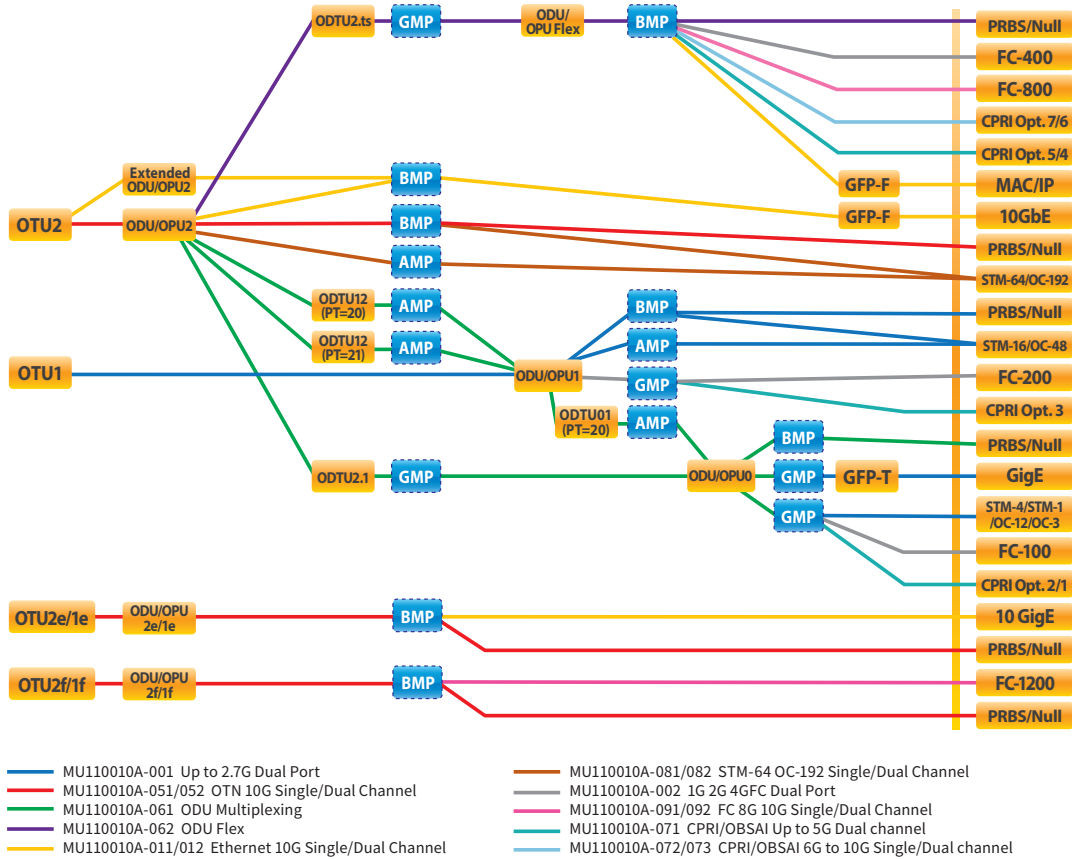 ODTU2.ts
GMP
ODU/
OPU Flex
BMP
PRBS/Null
FC-400
FC-800
CPRI Opt. 7/6
CPRI Opt. 5/4
Extended
ODU/OPU2
BMP
GFP-F
MAC/IP
OTU2
ODU/OPU2
BMP
GFP-F
10GbE
PRBS/Null
AMP
STM-64/OC-192
ODTU12
(PT=20)
AMP
BMP
PRBS/Null
ODTU12
(PT=21)
AMP
AMP
STM-16/OC-48
OTU1
ODU/OPU1
GMP
FC-200
CPRI Opt. 3
ODTU01
(PT=20)
AMP
BMP
PRBS/Null
ODTU2.1
GMP
ODU/OPU0
GMP
GFP-T
GigE
GMP
STM-4/STM-1
/OC-12/OC-3
FC-100
CPRI Opt. 2/1
OTU2e/1e
ODU/OPU
2e/1e
BMP
10 GigE
PRBS/Null
OTU2f/1f
ODU/OPU
2f/1f
BMP
FC-1200
PRBS/Null
MU110010A-001 Up to 2.7G Dual Port
MU110010A-051/052 OTN 10G Single/Dual Channel
MU110010A-061 ODU Multiplexing
MU110010A-062 ODU Flex
MU110010A-011/012 Ethernet 10G Single/Dual Channel
MU110010A-081/082 STM-64 OC-192 Single/Dual Channel
MU110010A-002 1G 2G 4GFC Dual Port
MU110010A-091/092 FC 8G 10G Single/Dual Channel
MU110010A-071 CPRI/OBSAI Up to 5G Dual channel
MU110010A-072/073 CPRI/OBSAI 6G to 10G Single/Dual channel